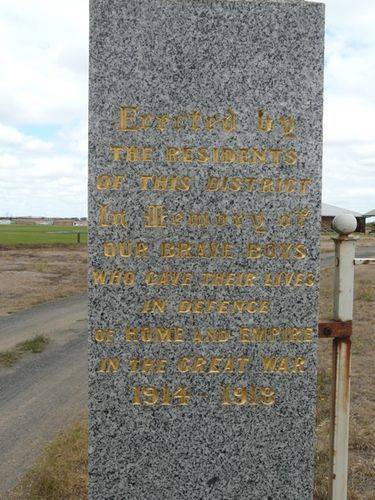 Erected by
THE RESIDENTS
OF THIS DISTRICT
In Memory of
OUR BRAVE BOYS
WHO GAVE THEIR LIVES
IN DEFENCE
OF HOME AND EMPIRE
IN THE GREAT WAR
1914 - 1918